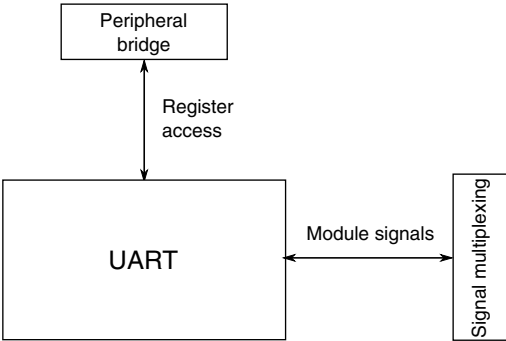 Peripheral
bridge
Register
access
UART
Module signals
Signal multiplexing